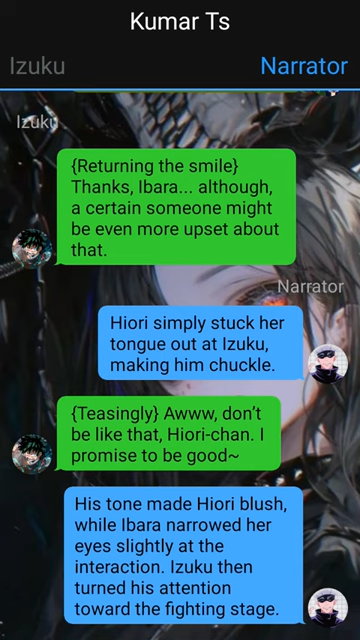 Kumar Ts
Izuku
Narrator
Izuku
{Returning the smile}
Thanks, Ibara... although,
a certain someone might
be even more upset about
that.
Narrator
Hiori simply stuck her
tongue out at Izuku,
making him chuckle.
{Teasingly} Awww, don't
be like that, Hiori-chan. I
promise to be good~
His tone made Hiori blush,
while Ibara narrowed her
eyes slightly at the
interaction. Izuku then
turned his attention
toward the fighting stage.